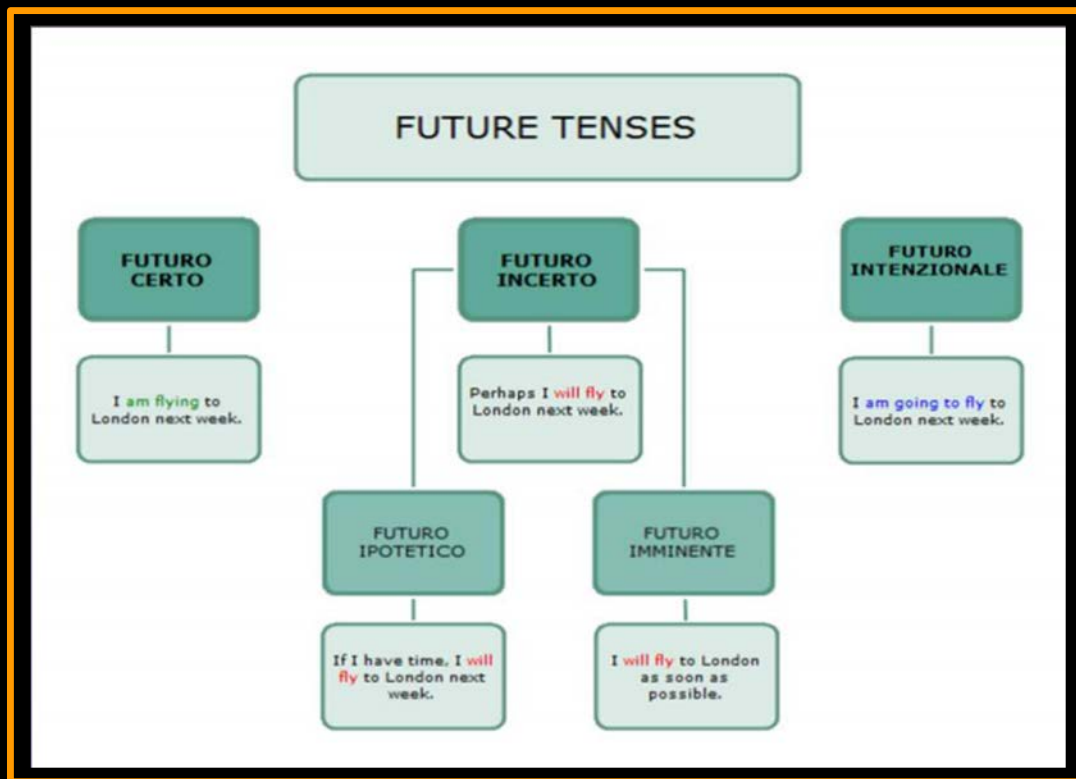 FUTURE TENSES
FUTURO
CERTO
I am flying to
London next week.
FUTURO
INCERTO
Perhaps I will fly to
London next week.
FUTURO
INTENZIONALE
I am going to fly to
London next week.
FUTURO
IPOTETICO
If I have time, I will
fly to London next
week.
FUTURO
IMMINENTE
I will fly to London
as soon as
possible.